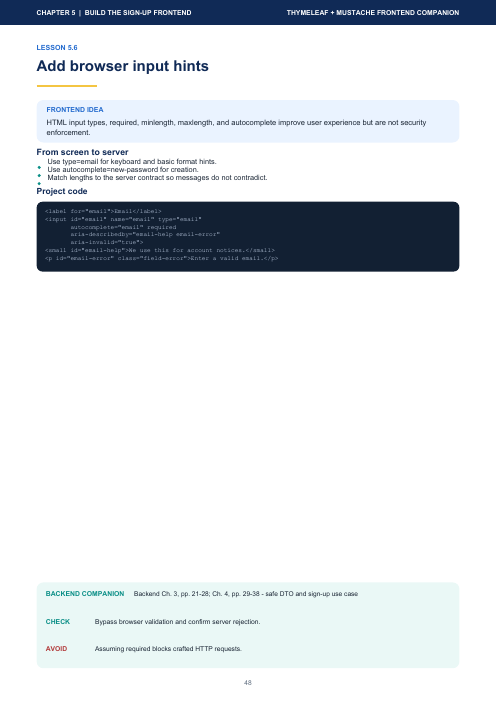 CHAPTER 5 | BUILD THE SIGN-UP FRONTEND
THYMELEAF + MUSTACHE FRONTEND COMPANION
LESSON 5.6
Add browser input hints
FRONTEND IDEA
HTML input types, required, minlength, maxlength, and autocomplete improve user experience but are not security
enforcement.
From screen to server
Use type=email for keyboard and basic format hints.
Use autocomplete=new-password for creation.
Match lengths to the server contract so messages do not contradict.
Project code
<label for="email">Email</label>
<input id="email" name="email" type="email"
autocomplete="email" required
aria-describedby="email-help email-error"
aria-invalid="true">
<small id="email-help">We use this for account notices.</small>
<p id="email-error" class="field-error">Enter a valid email.</p>
BACKEND COMPANION Backend Ch. 3, pp. 21-28; Ch. 4, pp. 29-38 - safe DTO and sign-up use case
CHECK Bypass browser validation and confirm server rejection.
AVOID Assuming required blocks crafted HTTP requests.
48